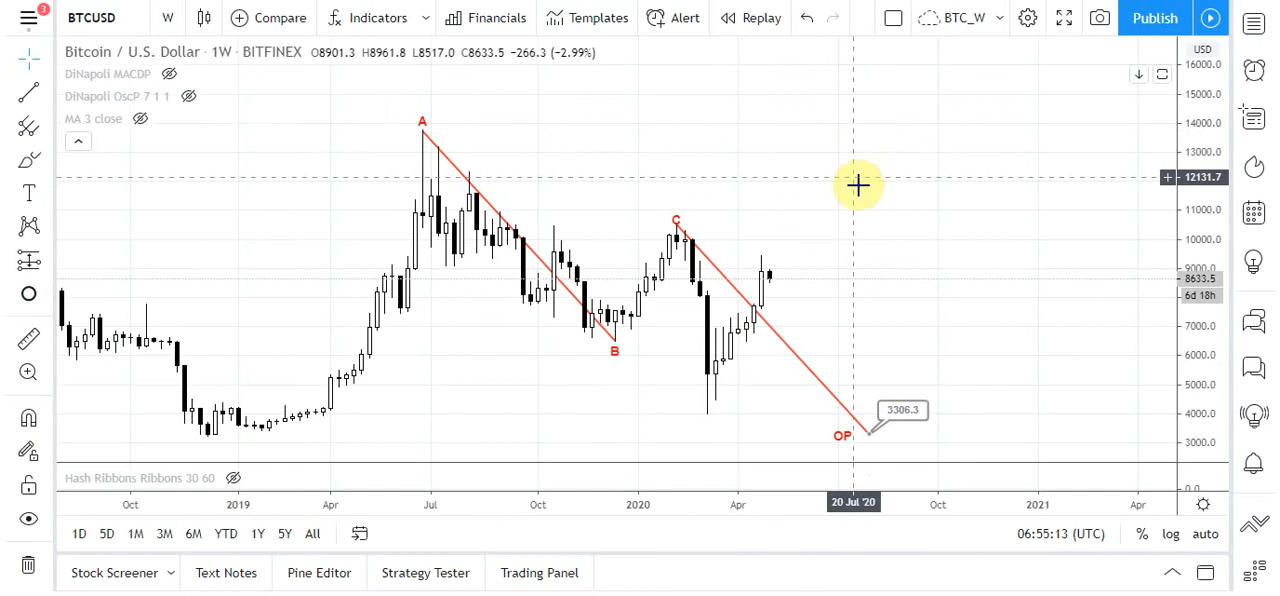 3
BTCUSD W Compare Indicators Financials Templates Alert Replay BTC_W Publish
Bitcoin / U.S. Dollar · 1W · BITFINEX O8901.3 H8961.8 L8517.0 C8633.5 −266.3 (−2.99%)
DiNapoli MACDP
DiNapoli OscP 7 1 1
MA 3 close
USD
16000.0
15000.0
14000.0
13000.0
12131.7
11000.0
10000.0
9000.0
8633.5
6d 18h
7000.0
6000.0
5000.0
4000.0
3000.0
0.0
A
B
C
OP
3306.3
Hash Ribbons Ribbons 30 60
Oct 2019 Apr Jul Oct 2020 Apr 20 Jul '20 Oct 2021 Apr
1D 5D 1M 3M 6M YTD 1Y 5Y All 06:55:13 (UTC) % log auto
Stock Screener Text Notes Pine Editor Strategy Tester Trading Panel